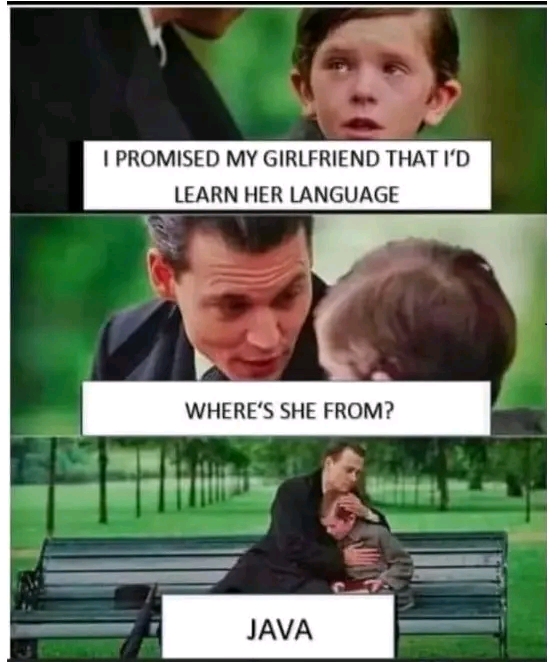 I PROMISED MY GIRLFRIEND THAT I'D
LEARN HER LANGUAGE
WHERE'S SHE FROM?
JAVA